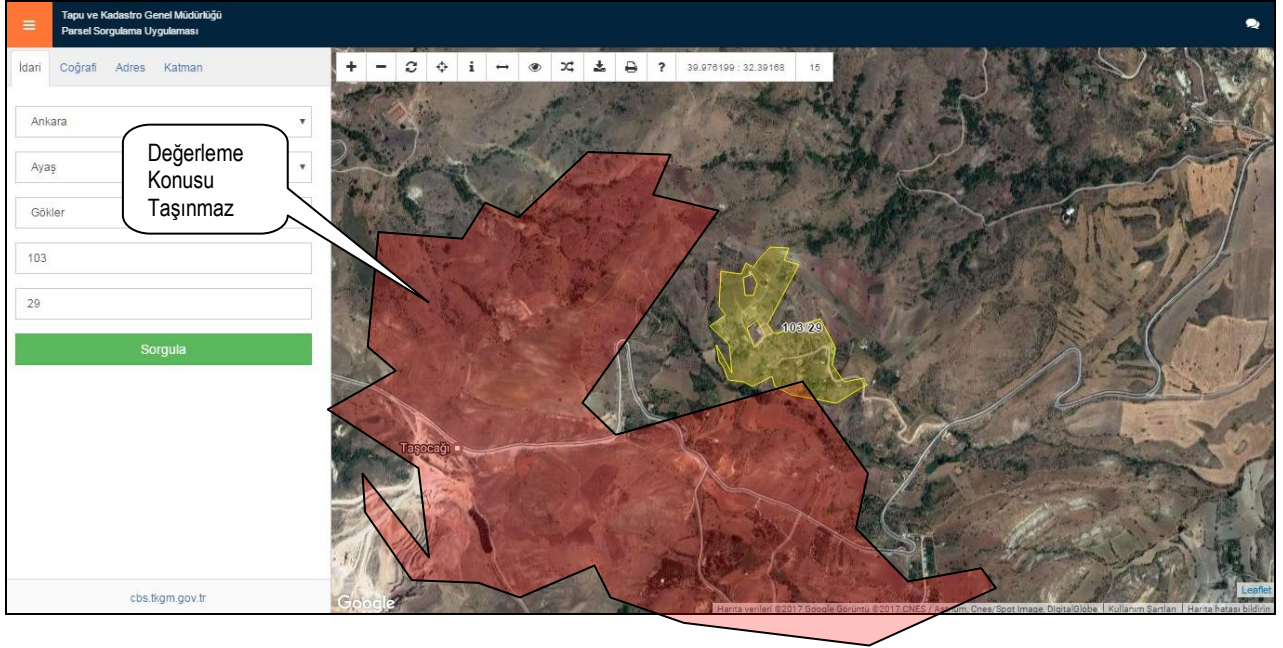 Tapu ve Kadastro Genel Müdürlüğü
Parsel Sorgulama Uygulaması
İdari Coğrafi Adres Katman
39.976199 : 32.39168 15
Ankara
Ayaş
Gökler
103
29
Sorgula
Değerleme
Konusu
Taşınmaz
103/29
Taşocağı
cbs.tkgm.gov.tr
Google
Leaflet
Harita verileri ©2017 Google Görüntü ©2017 CNES / Astrium, Cnes/Spot Image, DigitalGlobe Kullanım Şartları Harita hatası bildirin